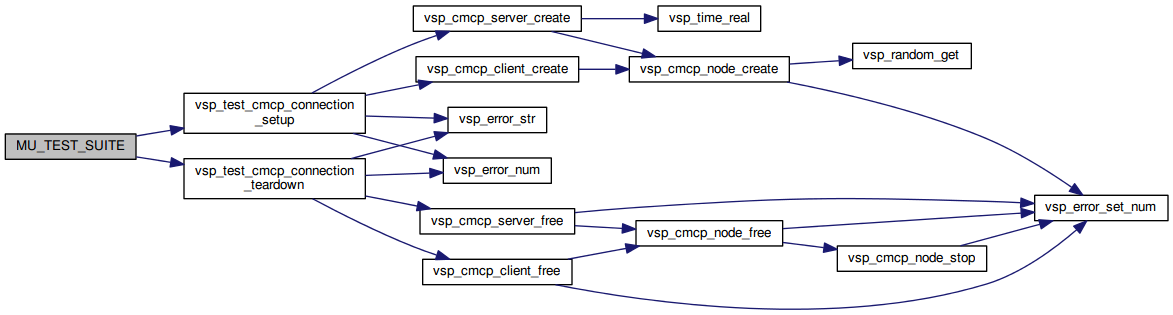 MU_TEST_SUITE
vsp_test_cmcp_connection
_setup
vsp_test_cmcp_connection
_teardown
vsp_cmcp_server_create
vsp_cmcp_client_create
vsp_error_str
vsp_error_num
vsp_cmcp_server_free
vsp_cmcp_client_free
vsp_time_real
vsp_cmcp_node_create
vsp_cmcp_node_free
vsp_random_get
vsp_cmcp_node_stop
vsp_error_set_num